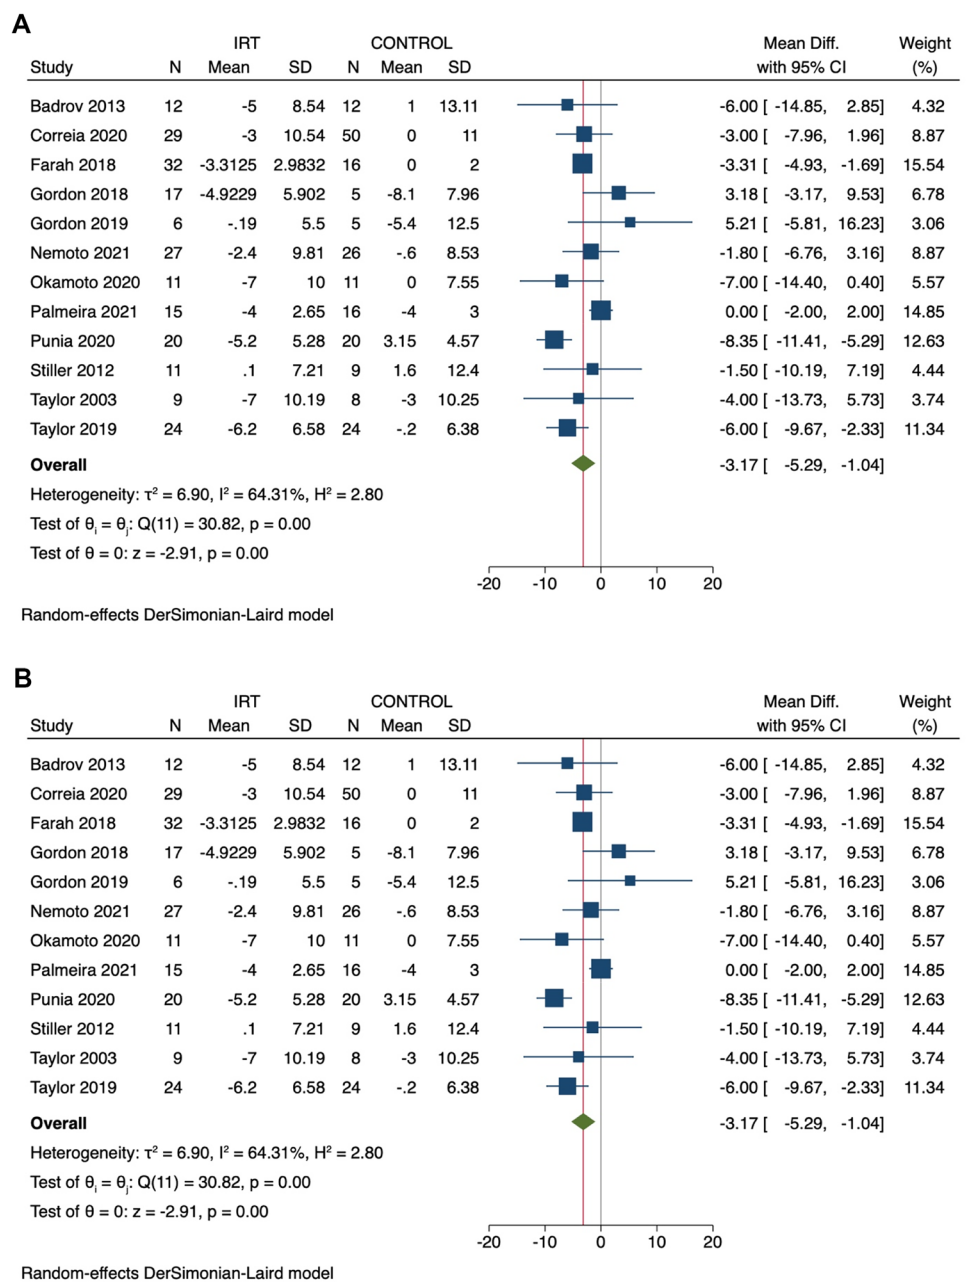 A
IRT CONTROL Mean Diff. Weight
Study N Mean SD N Mean SD with 95% CI (%)
Badrov 2013 12 -5 8.54 12 1 13.11 -6.00 [ -14.85, 2.85] 4.32
Correia 2020 29 -3 10.54 50 0 11 -3.00 [ -7.96, 1.96] 8.87
Farah 2018 32 -3.3125 2.9832 16 0 2 -3.31 [ -4.93, -1.69] 15.54
Gordon 2018 17 -4.9229 5.902 5 -8.1 7.96 3.18 [ -3.17, 9.53] 6.78
Gordon 2019 6 -.19 5.5 5 -5.4 12.5 5.21 [ -5.81, 16.23] 3.06
Nemoto 2021 27 -2.4 9.81 26 -.6 8.53 -1.80 [ -6.76, 3.16] 8.87
Okamoto 2020 11 -7 10 11 0 7.55 -7.00 [ -14.40, 0.40] 5.57
Palmeira 2021 15 -4 2.65 16 -4 3 0.00 [ -2.00, 2.00] 14.85
Punia 2020 20 -5.2 5.28 20 3.15 4.57 -8.35 [ -11.41, -5.29] 12.63
Stiller 2012 11 .1 7.21 9 1.6 12.4 -1.50 [ -10.19, 7.19] 4.44
Taylor 2003 9 -7 10.19 8 -3 10.25 -4.00 [ -13.73, 5.73] 3.74
Taylor 2019 24 -6.2 6.58 24 -.2 6.38 -6.00 [ -9.67, -2.33] 11.34
Overall -3.17 [ -5.29, -1.04]
Heterogeneity: τ² = 6.90, I² = 64.31%, H² = 2.80
Test of θᵢ = θⱼ: Q(11) = 30.82, p = 0.00
Test of θ = 0: z = -2.91, p = 0.00
-20 -10 0 10 20
Random-effects DerSimonian-Laird model
B
IRT CONTROL Mean Diff. Weight
Study N Mean SD N Mean SD with 95% CI (%)
Badrov 2013 12 -5 8.54 12 1 13.11 -6.00 [ -14.85, 2.85] 4.32
Correia 2020 29 -3 10.54 50 0 11 -3.00 [ -7.96, 1.96] 8.87
Farah 2018 32 -3.3125 2.9832 16 0 2 -3.31 [ -4.93, -1.69] 15.54
Gordon 2018 17 -4.9229 5.902 5 -8.1 7.96 3.18 [ -3.17, 9.53] 6.78
Gordon 2019 6 -.19 5.5 5 -5.4 12.5 5.21 [ -5.81, 16.23] 3.06
Nemoto 2021 27 -2.4 9.81 26 -.6 8.53 -1.80 [ -6.76, 3.16] 8.87
Okamoto 2020 11 -7 10 11 0 7.55 -7.00 [ -14.40, 0.40] 5.57
Palmeira 2021 15 -4 2.65 16 -4 3 0.00 [ -2.00, 2.00] 14.85
Punia 2020 20 -5.2 5.28 20 3.15 4.57 -8.35 [ -11.41, -5.29] 12.63
Stiller 2012 11 .1 7.21 9 1.6 12.4 -1.50 [ -10.19, 7.19] 4.44
Taylor 2003 9 -7 10.19 8 -3 10.25 -4.00 [ -13.73, 5.73] 3.74
Taylor 2019 24 -6.2 6.58 24 -.2 6.38 -6.00 [ -9.67, -2.33] 11.34
Overall -3.17 [ -5.29, -1.04]
Heterogeneity: τ² = 6.90, I² = 64.31%, H² = 2.80
Test of θᵢ = θⱼ: Q(11) = 30.82, p = 0.00
Test of θ = 0: z = -2.91, p = 0.00
-20 -10 0 10 20
Random-effects DerSimonian-Laird model